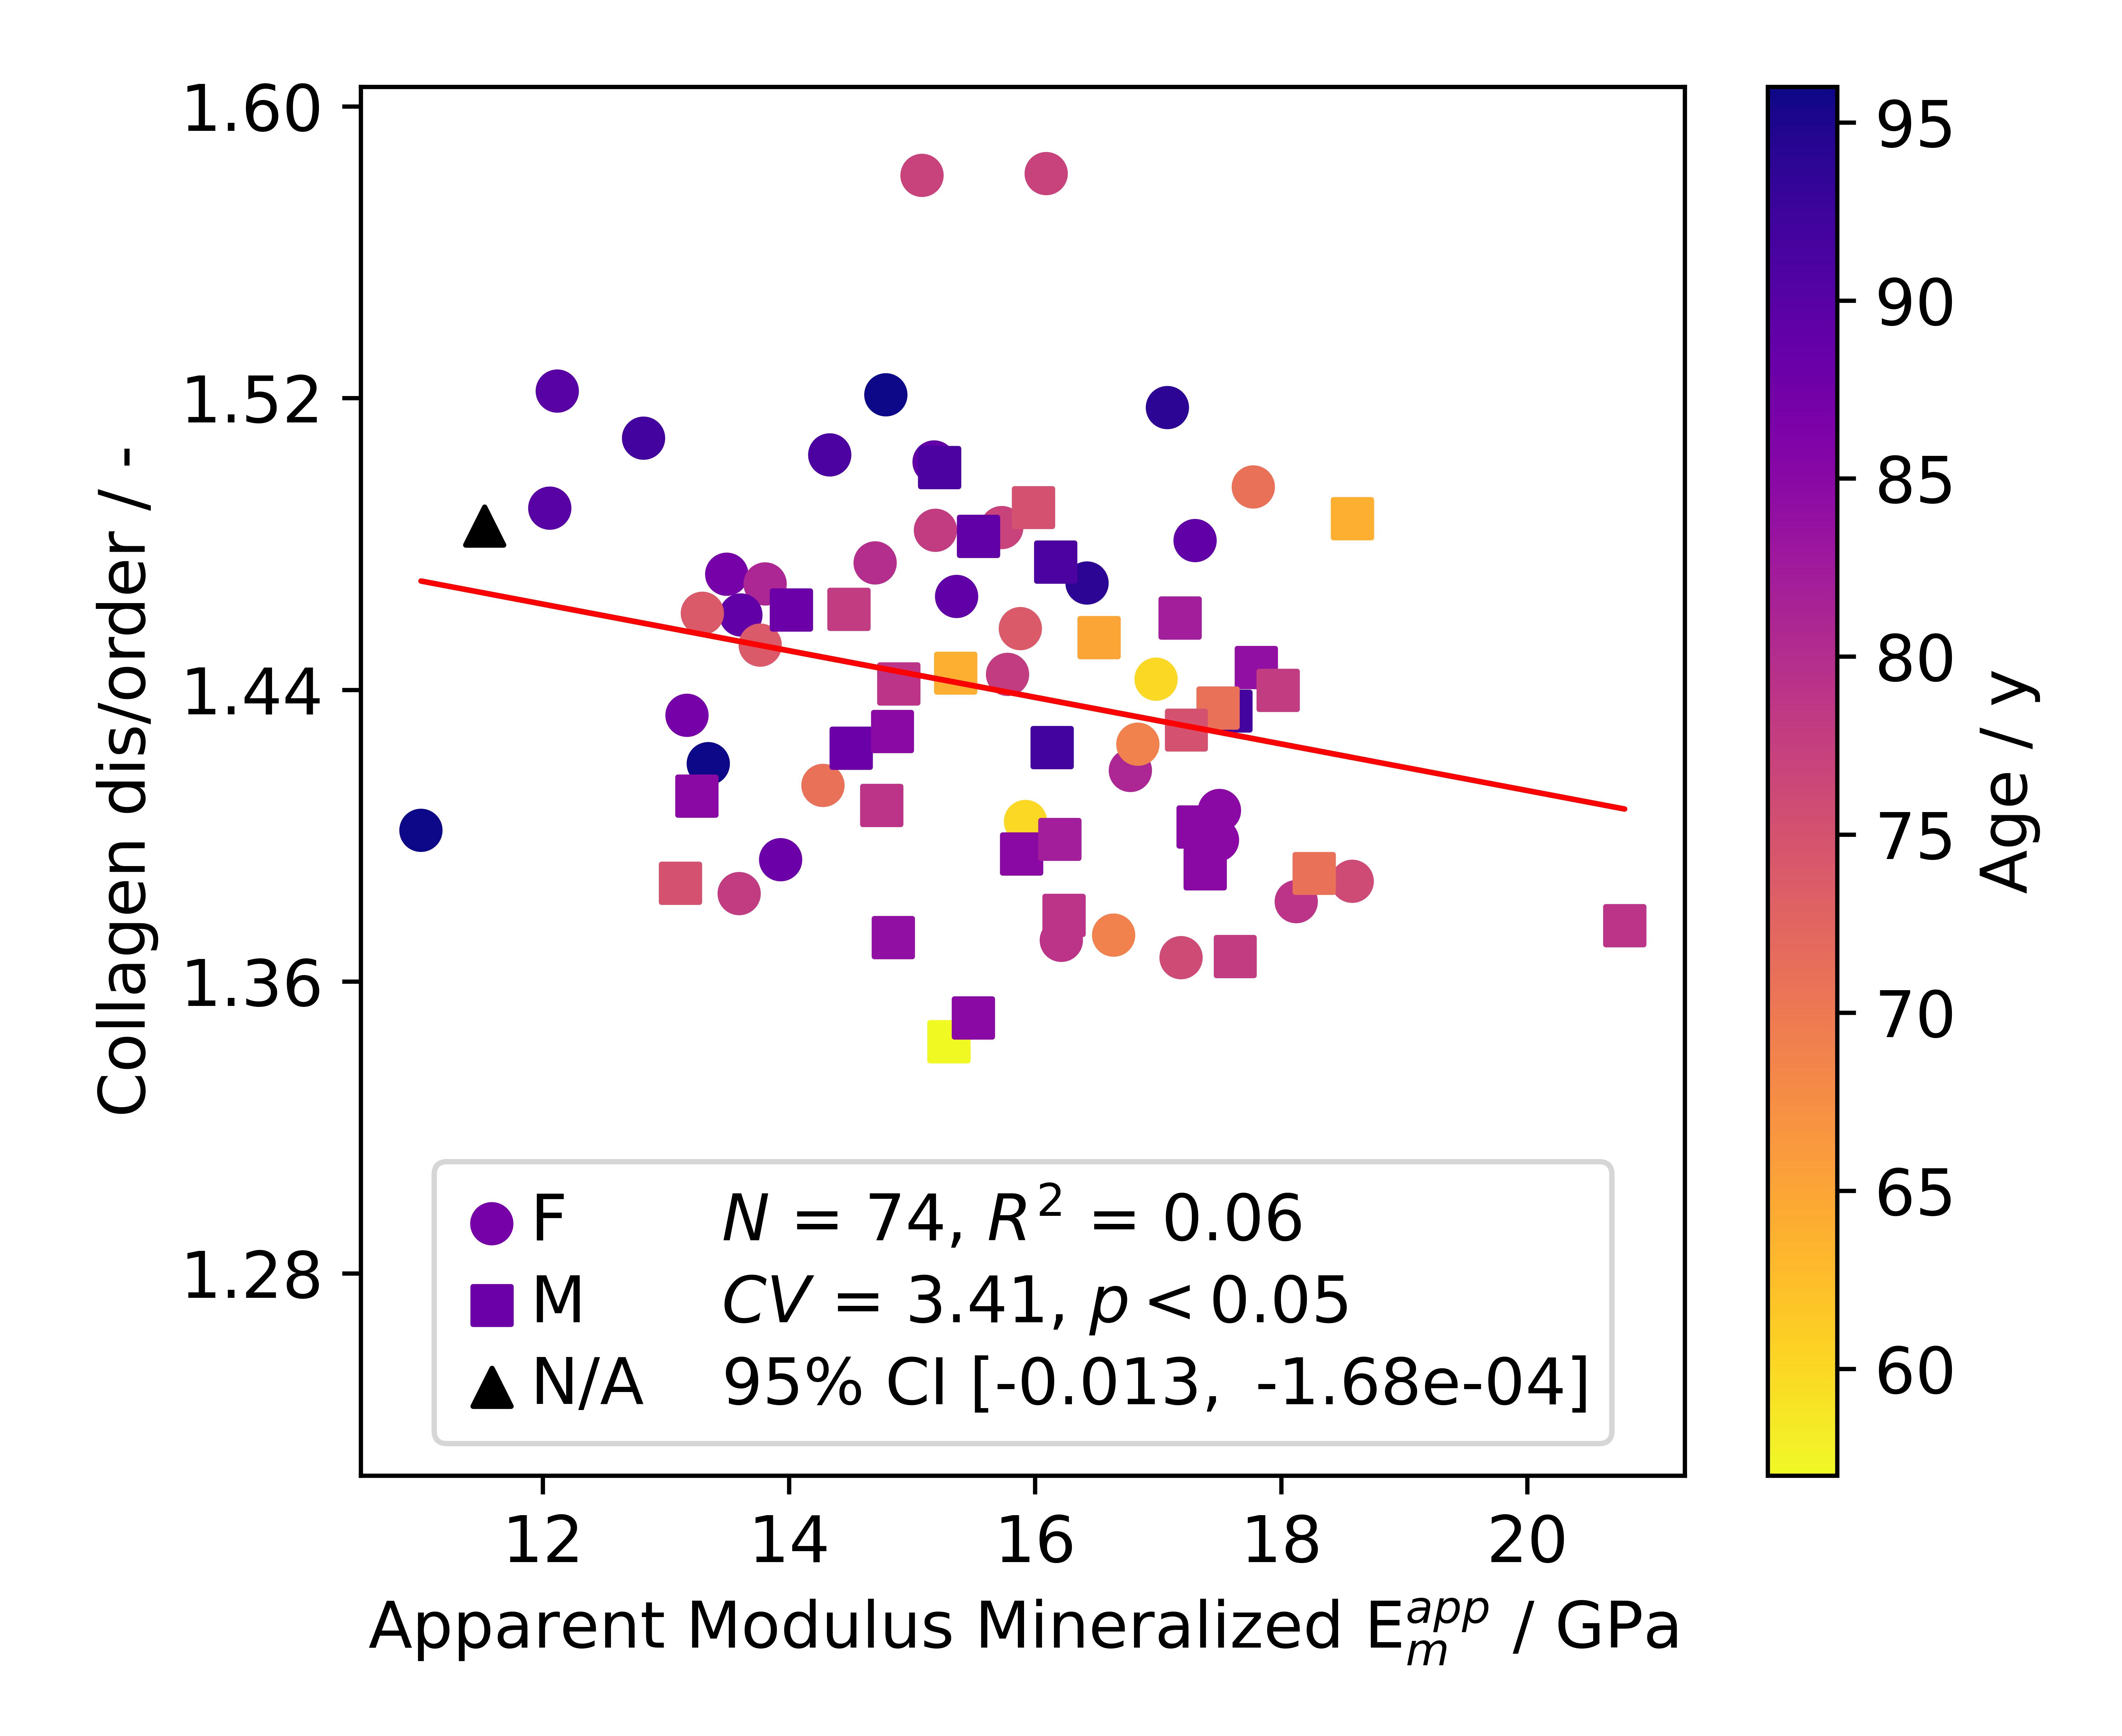 1.60
1.52
1.44
1.36
1.28
Collagen dis/order / -
F N = 74, R² = 0.06
M CV = 3.41, p < 0.05
N/A 95% CI [-0.013, -1.68e-04]
12 14 16 18 20
Apparent Modulus Mineralized E_m^app / GPa
95
90
85
80
75
70
65
60
Age / y